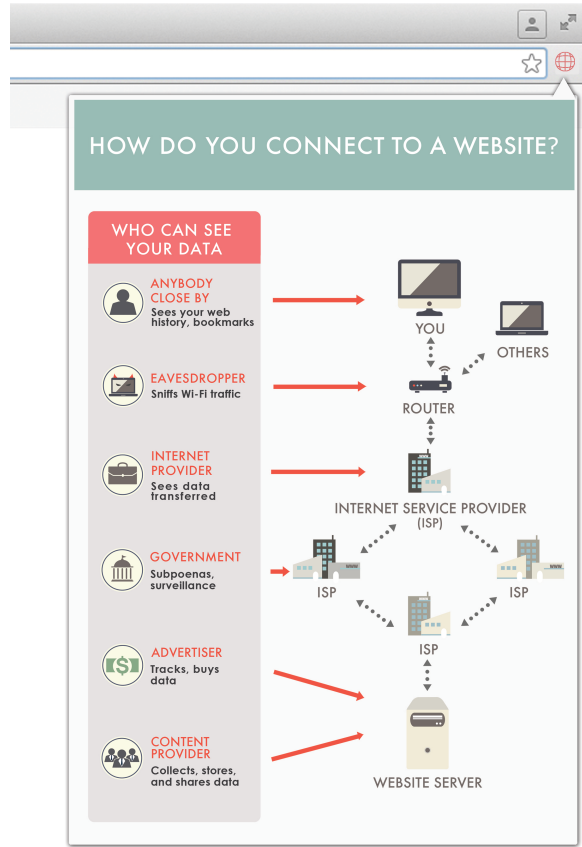 HOW DO YOU CONNECT TO A WEBSITE?
WHO CAN SEE
YOUR DATA
ANYBODY
CLOSE BY
Sees your web
history, bookmarks
EAVESDROPPER
Sniffs Wi-Fi traffic
INTERNET
PROVIDER
Sees data
transferred
GOVERNMENT
Subpoenas,
surveillance
ADVERTISER
Tracks, buys
data
CONTENT
PROVIDER
Collects, stores,
and shares data
YOU
OTHERS
ROUTER
INTERNET SERVICE PROVIDER
(ISP)
WWW
ISP
WWW
ISP
ISP
WEBSITE SERVER